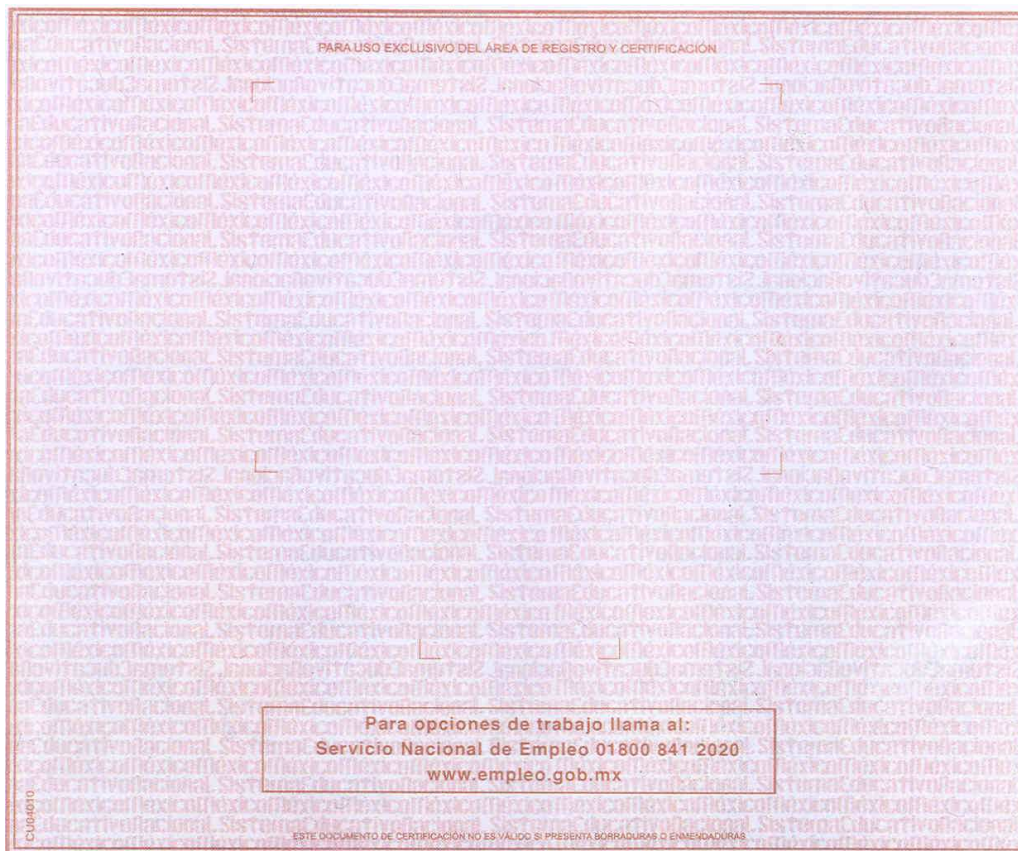 PARA USO EXCLUSIVO DEL ÁREA DE REGISTRO Y CERTIFICACIÓN
Para opciones de trabajo llama al:
Servicio Nacional de Empleo 01800 841 2020
www.empleo.gob.mx
CU04010
ESTE DOCUMENTO DE CERTIFICACIÓN NO ES VÁLIDO SI PRESENTA BORRADURAS O ENMENDADURAS